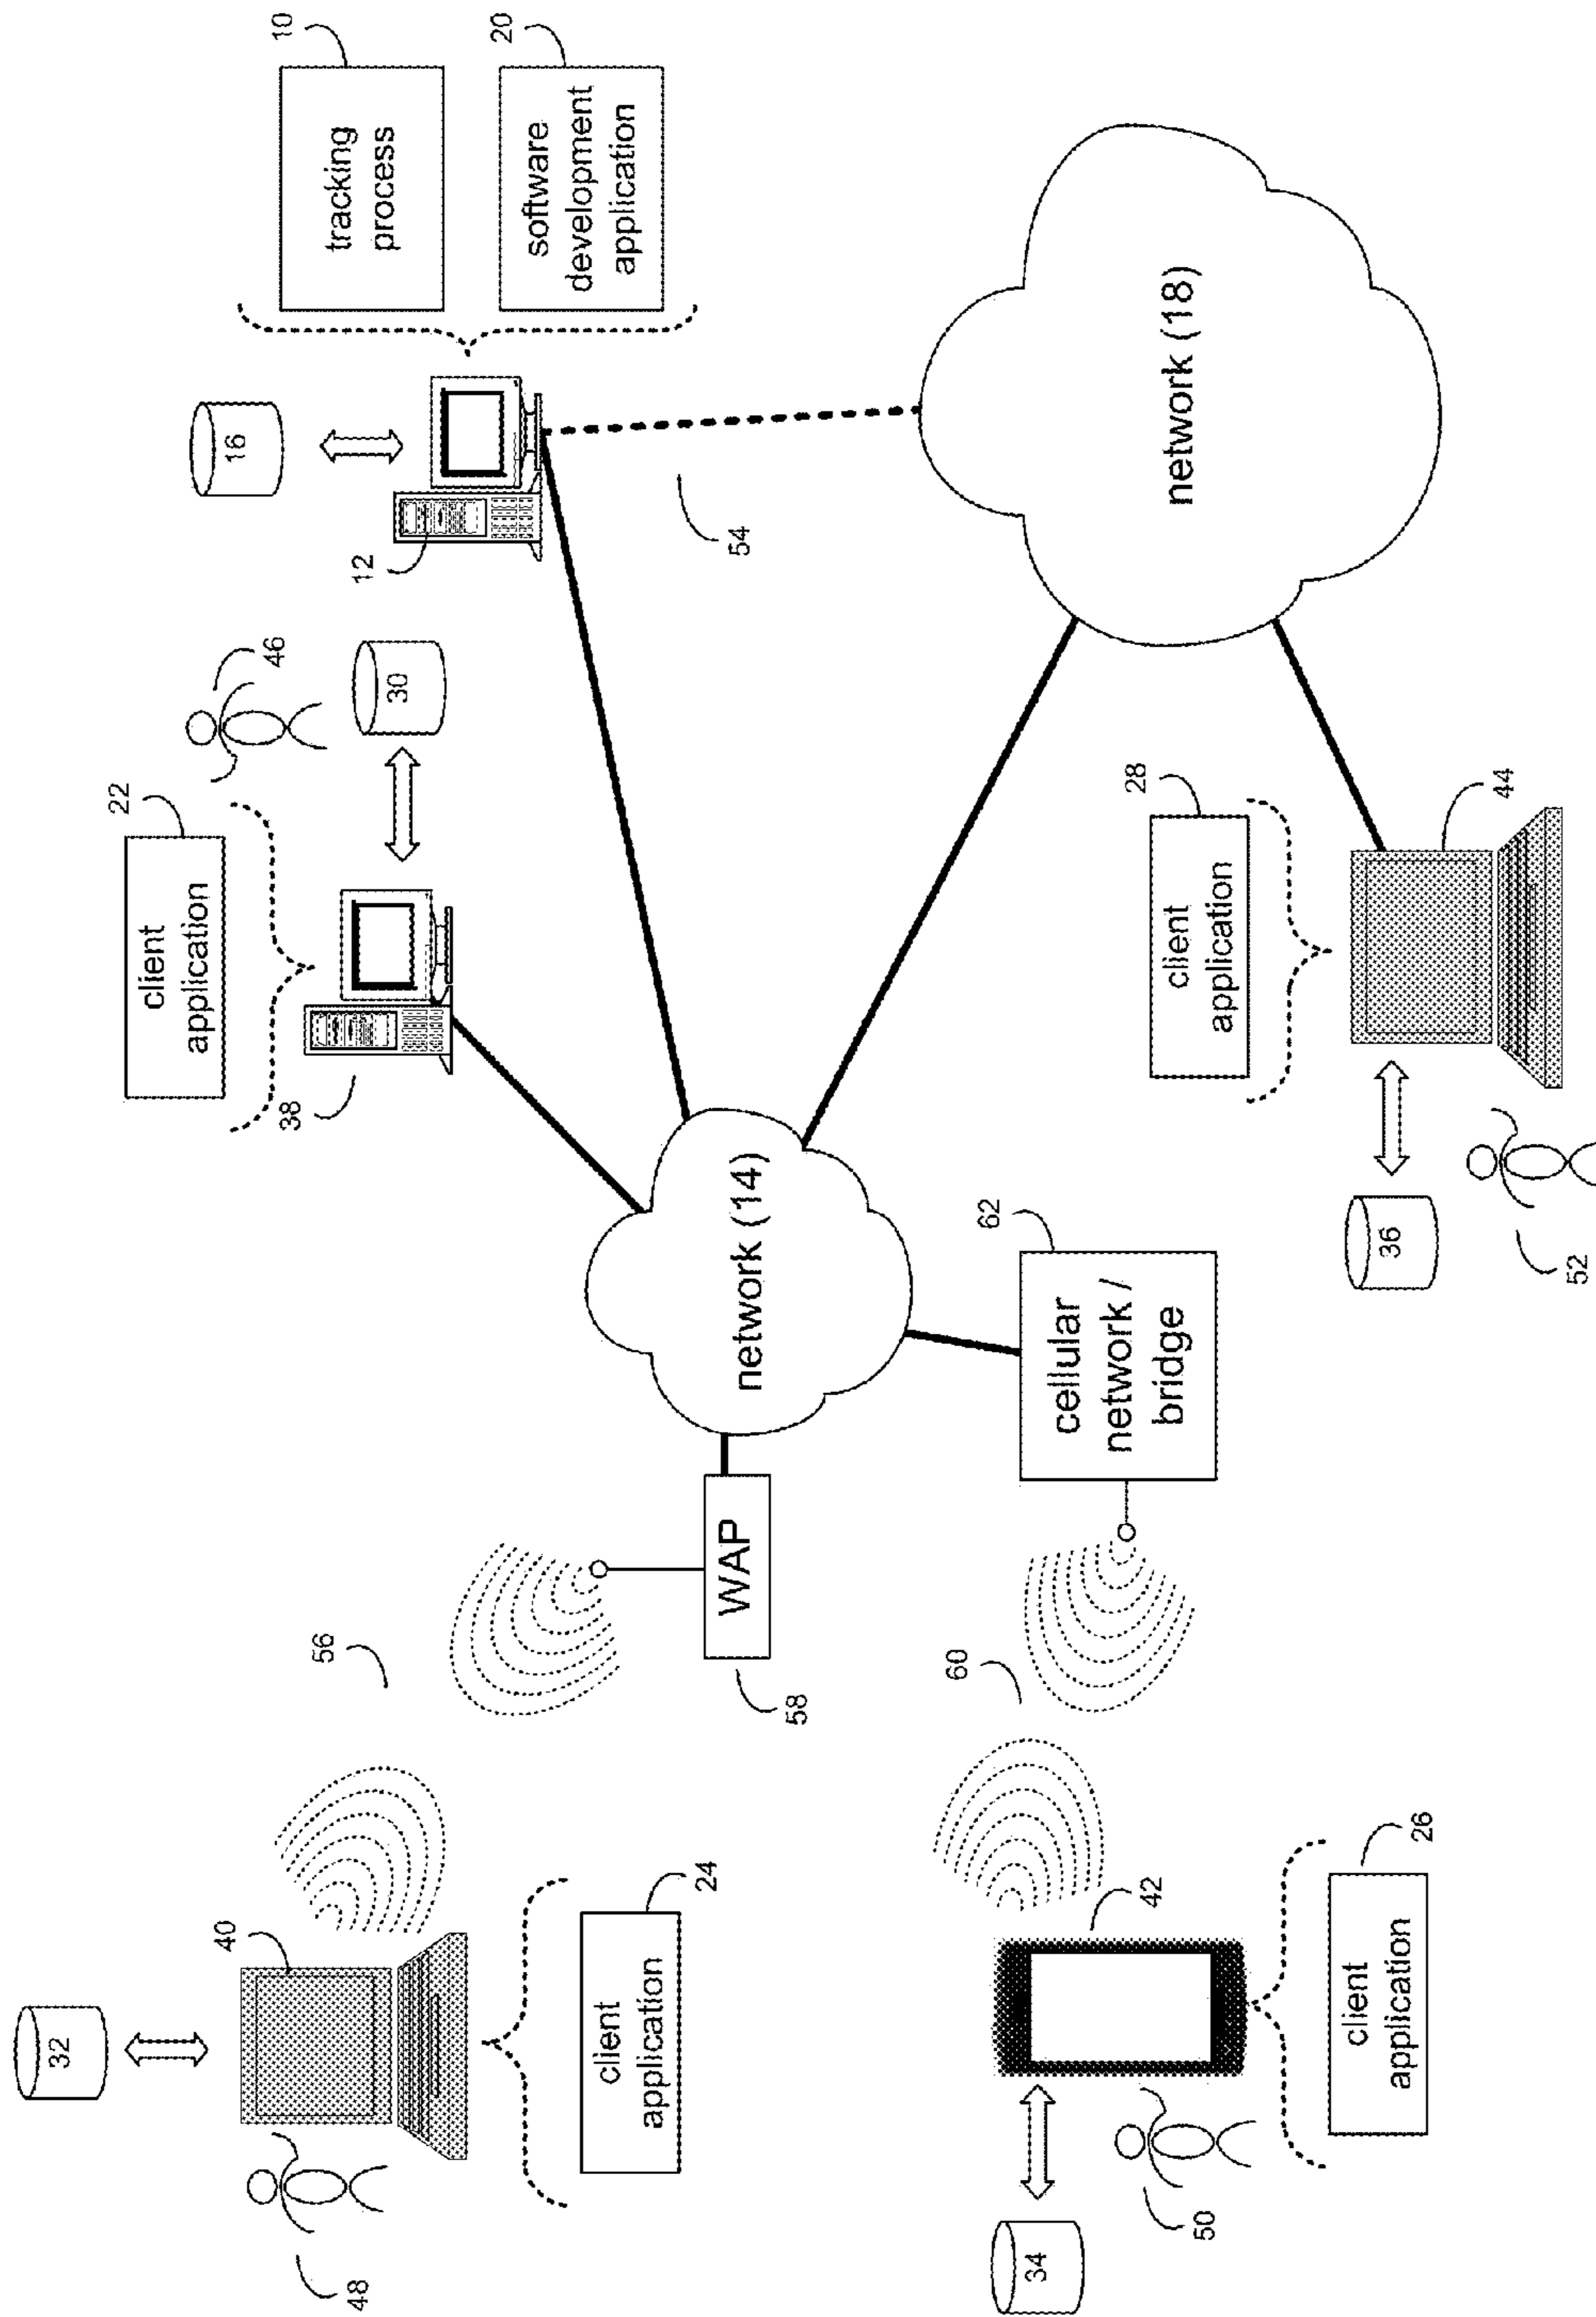 32
40
48
24
client
application
56
WAP
58
22
client
application
38
46
30
16
12
10
tracking
process
20
software
development
application
54
network (14)
network (18)
60
62
cellular
network /
bridge
34
50
42
26
client
application
28
client
application
44
36
52